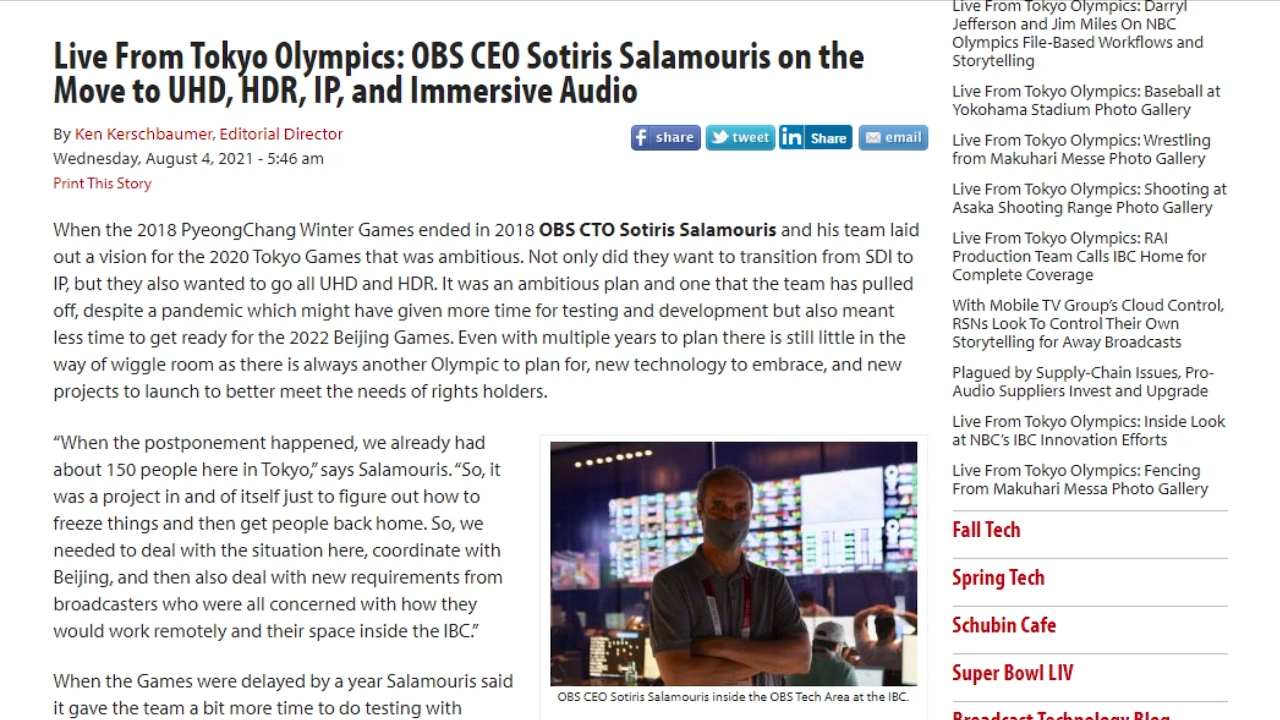 Live From Tokyo Olympics: OBS CEO Sotiris Salamouris on the
Move to UHD, HDR, IP, and Immersive Audio
By Ken Kerschbaumer, Editorial Director
Wednesday, August 4, 2021 - 5:46 am
Print This Story
share
tweet
Share
email
When the 2018 PyeongChang Winter Games ended in 2018 OBS CTO Sotiris Salamouris and his team laid
out a vision for the 2020 Tokyo Games that was ambitious. Not only did they want to transition from SDI to
IP, but they also wanted to go all UHD and HDR. It was an ambitious plan and one that the team has pulled
off, despite a pandemic which might have given more time for testing and development but also meant
less time to get ready for the 2022 Beijing Games. Even with multiple years to plan there is still little in the
way of wiggle room as there is always another Olympic to plan for, new technology to embrace, and new
projects to launch to better meet the needs of rights holders.
“When the postponement happened, we already had
about 150 people here in Tokyo,” says Salamouris. “So, it
was a project in and of itself just to figure out how to
freeze things and then get people back home. So, we
needed to deal with the situation here, coordinate with
Beijing, and then also deal with new requirements from
broadcasters who were all concerned with how they
would work remotely and their space inside the IBC.”
When the Games were delayed by a year Salamouris said
it gave the team a bit more time to do testing with
OBS CEO Sotiris Salamouris inside the OBS Tech Area at the IBC.
Live From Tokyo Olympics: Darryl
Jefferson and Jim Miles On NBC
Olympics File-Based Workflows and
Storytelling
Live From Tokyo Olympics: Baseball at
Yokohama Stadium Photo Gallery
Live From Tokyo Olympics: Wrestling
from Makuhari Messe Photo Gallery
Live From Tokyo Olympics: Shooting at
Asaka Shooting Range Photo Gallery
Live From Tokyo Olympics: RAI
Production Team Calls IBC Home for
Complete Coverage
With Mobile TV Group’s Cloud Control,
RSNs Look To Control Their Own
Storytelling for Away Broadcasts
Plagued by Supply-Chain Issues, Pro-
Audio Suppliers Invest and Upgrade
Live From Tokyo Olympics: Inside Look
at NBC’s IBC Innovation Efforts
Live From Tokyo Olympics: Fencing
From Makuhari Messa Photo Gallery
Fall Tech
Spring Tech
Schubin Cafe
Super Bowl LIV
Broadcast Technology Blog